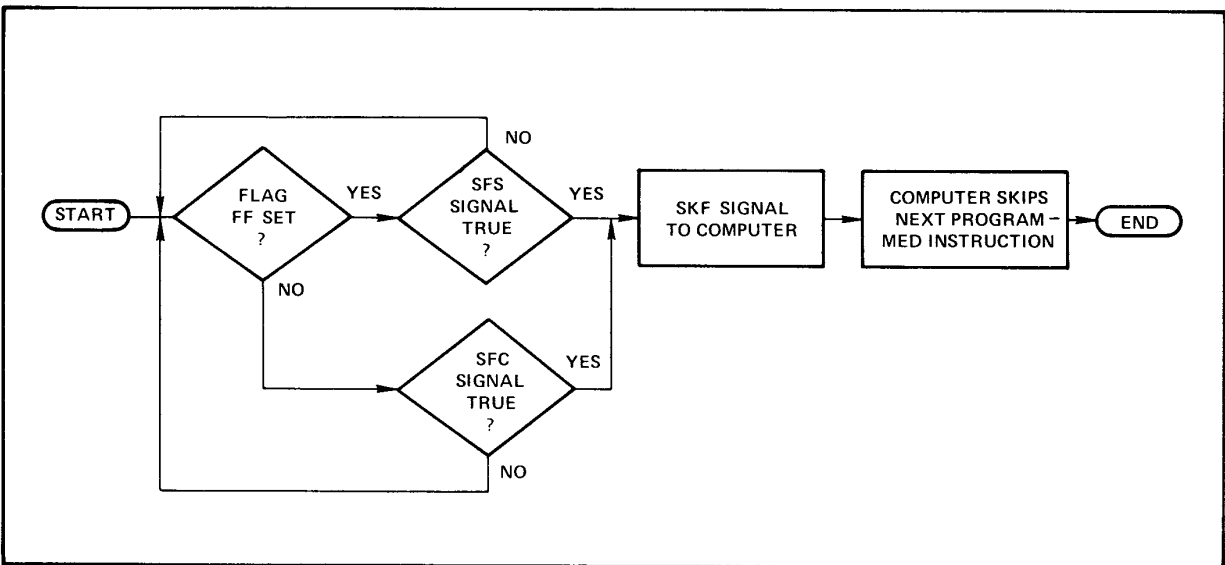 START
FLAG
FF SET
?
YES
NO
SFS
SIGNAL
TRUE
?
NO
YES
SFC
SIGNAL
TRUE
?
YES
NO
SKF SIGNAL
TO COMPUTER
COMPUTER SKIPS
NEXT PROGRAM–
MED INSTRUCTION
END